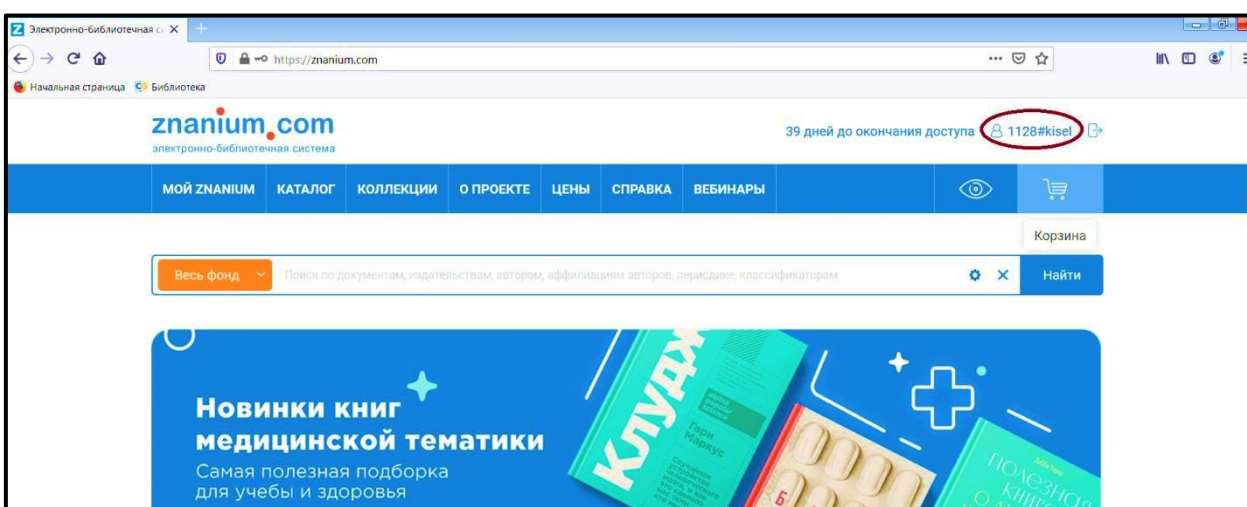 Электронно-библиотечная с
https://znanium.com
Начальная страница Библиотека
znanium.com
электронно-библиотечная система
39 дней до окончания доступа 1128#kisel
МОЙ ZNANIUM КАТАЛОГ КОЛЛЕКЦИИ О ПРОЕКТЕ ЦЕНЫ СПРАВКА ВЕБИНАРЫ
Корзина
Весь фонд Поиск по документам, издательствам, авторам, аффилиациям авторов, периодике, классификаторам Найти
Новинки книг
медицинской тематики
Самая полезная подборка
для учебы и здоровья
КЛУДЖ
Гари
Маркус
ПОЛЕЗНАЯ
КНИГА